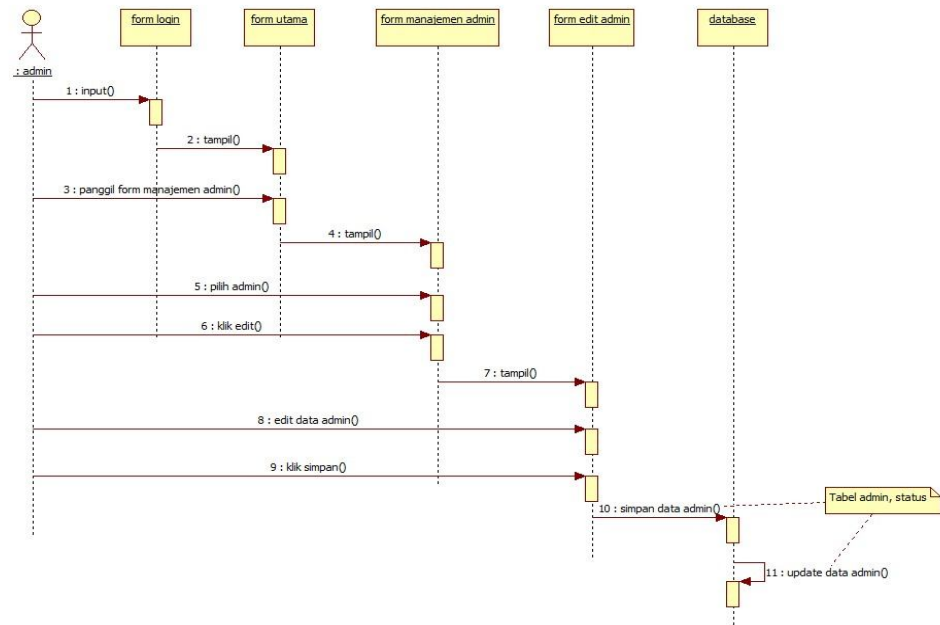 form login
form utama
form manajemen admin
form edit admin
database
: admin
1 : input()
2 : tampil()
3 : panggil form manajemen admin()
4 : tampil()
5 : pilih admin()
6 : klik edit()
7 : tampil()
8 : edit data admin()
9 : klik simpan()
Tabel admin, status
10 : simpan data admin()
11 : update data admin()